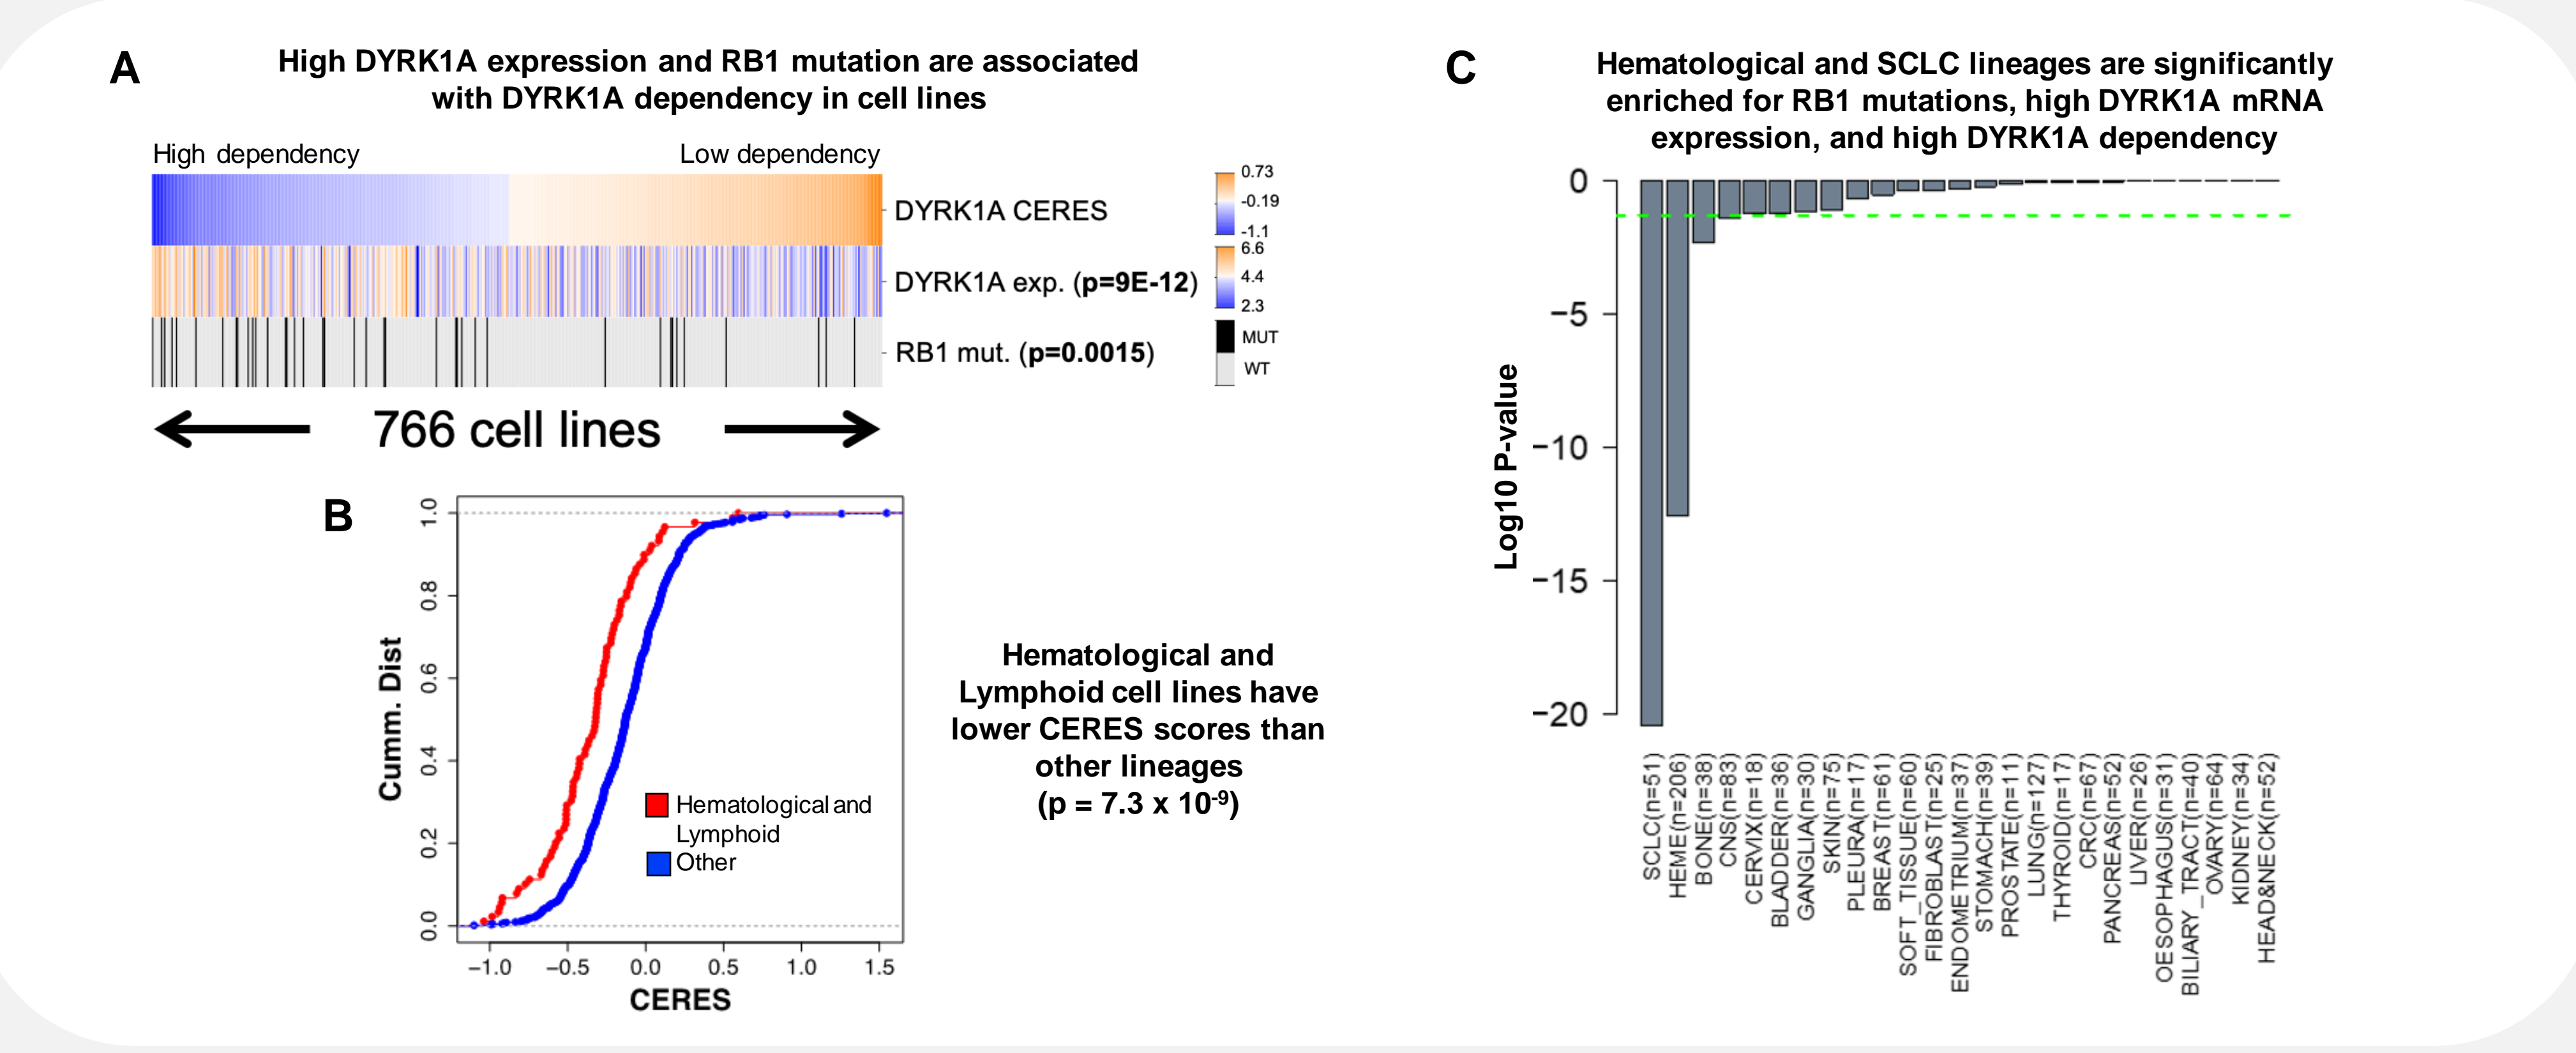 A
High DYRK1A expression and RB1 mutation are associated
with DYRK1A dependency in cell lines
High dependency
Low dependency
DYRK1A CERES
DYRK1A exp. (p=9E-12)
RB1 mut. (p=0.0015)
0.73
-0.19
-1.1
6.6
4.4
2.3
MUT
WT
766 cell lines
B
Cumm. Dist
1.0
0.8
0.6
0.4
0.2
0.0
−1.0
−0.5
0.0
0.5
1.0
1.5
CERES
Hematological and
Lymphoid
Other
Hematological and
Lymphoid cell lines have
lower CERES scores than
other lineages
(p = 7.3 x 10-9)
C
Hematological and SCLC lineages are significantly
enriched for RB1 mutations, high DYRK1A mRNA
expression, and high DYRK1A dependency
Log10 P-value
0
−5
−10
−15
−20
SCLC(n=51)
HEME(n=206)
BONE(n=38)
CNS(n=83)
CERVIX(n=18)
BLADDER(n=36)
GANGLIA(n=30)
SKIN(n=75)
PLEURA(n=17)
BREAST(n=61)
SOFT_TISSUE(n=60)
FIBROBLAST(n=25)
ENDOMETRIUM(n=37)
STOMACH(n=39)
PROSTATE(n=11)
LUNG(n=127)
THYROID(n=17)
CRC(n=67)
PANCREAS(n=52)
LIVER(n=26)
OESOPHAGUS(n=31)
BILIARY_TRACT(n=40)
OVARY(n=64)
KIDNEY(n=34)
HEAD&NECK(n=52)